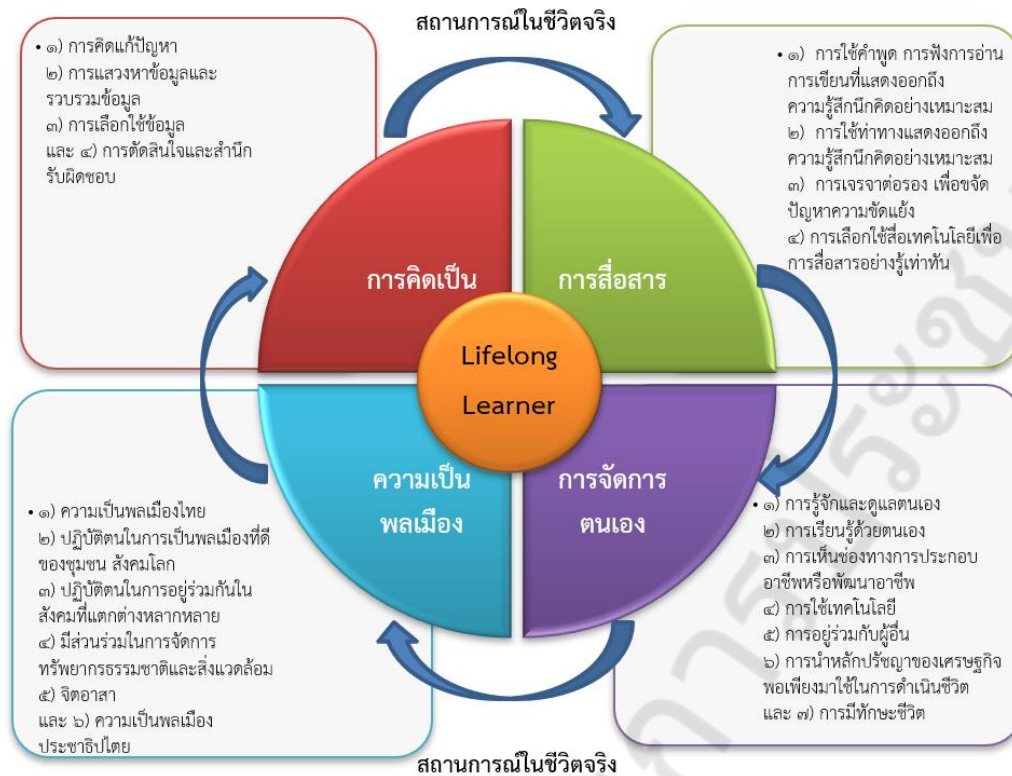 สถานการณ์ในชีวิตจริง
• ๑) การคิดแก้ปัญหา
๒) การแสวงหาข้อมูลและ
รวบรวมข้อมูล
๓) การเลือกใช้ข้อมูล
และ ๔) การตัดสินใจและสำนึก
รับผิดชอบ
• ๑) การใช้คำพูด การฟังการอ่าน
การเขียนที่แสดงออกถึง
ความรู้สึกนึกคิดอย่างเหมาะสม
๒) การใช้ท่าทางแสดงออกถึง
ความรู้สึกนึกคิดอย่างเหมาะสม
๓) การเจรจาต่อรอง เพื่อขจัด
ปัญหาความขัดแย้ง
๔) การเลือกใช้สื่อเทคโนโลยีเพื่อ
การสื่อสารอย่างรู้เท่าทัน
การคิดเป็น
การสื่อสาร
Lifelong
Learner
ความเป็น
พลเมือง
การจัดการ
ตนเอง
• ๑) ความเป็นพลเมืองไทย
๒) ปฏิบัติตนในการเป็นพลเมืองที่ดี
ของชุมชน สังคมโลก
๓) ปฏิบัติตนในการอยู่ร่วมกันใน
สังคมที่แตกต่างหลากหลาย
๔) มีส่วนร่วมในการจัดการ
ทรัพยากรธรรมชาติและสิ่งแวดล้อม
๕) จิตอาสา
และ ๖) ความเป็นพลเมือง
ประชาธิปไตย
• ๑) การรู้จักและดูแลตนเอง
๒) การเรียนรู้ด้วยตนเอง
๓) การเห็นช่องทางการประกอบ
อาชีพหรือพัฒนาอาชีพ
๔) การใช้เทคโนโลยี
๕) การอยู่ร่วมกับผู้อื่น
๖) การนำหลักปรัชญาของเศรษฐกิจ
พอเพียงมาใช้ในการดำเนินชีวิต
และ ๗) การมีทักษะชีวิต
สถานการณ์ในชีวิตจริง